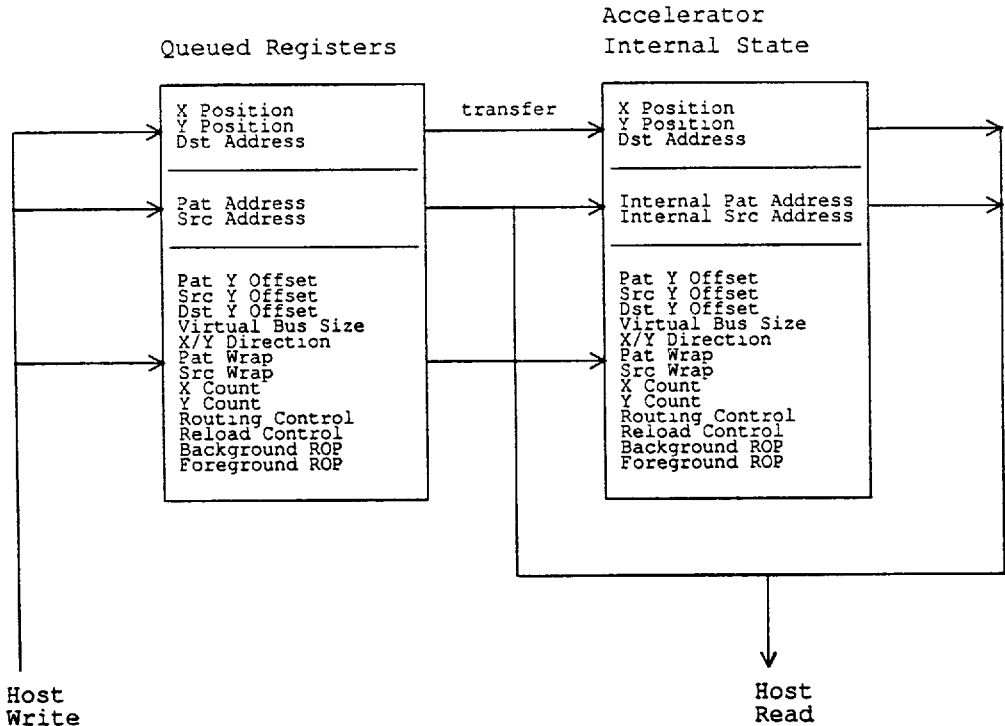 Queued Registers
X Position
Y Position
Dst Address
Pat Address
Src Address
Pat Y Offset
Src Y Offset
Dst Y Offset
Virtual Bus Size
X/Y Direction
Pat Wrap
Src Wrap
X Count
Y Count
Routing Control
Reload Control
Background ROP
Foreground ROP
transfer
Accelerator
Internal State
X Position
Y Position
Dst Address
Internal Pat Address
Internal Src Address
Pat Y Offset
Src Y Offset
Dst Y Offset
Virtual Bus Size
X/Y Direction
Pat Wrap
Src Wrap
X Count
Y Count
Routing Control
Reload Control
Background ROP
Foreground ROP
Host
Write
Host
Read